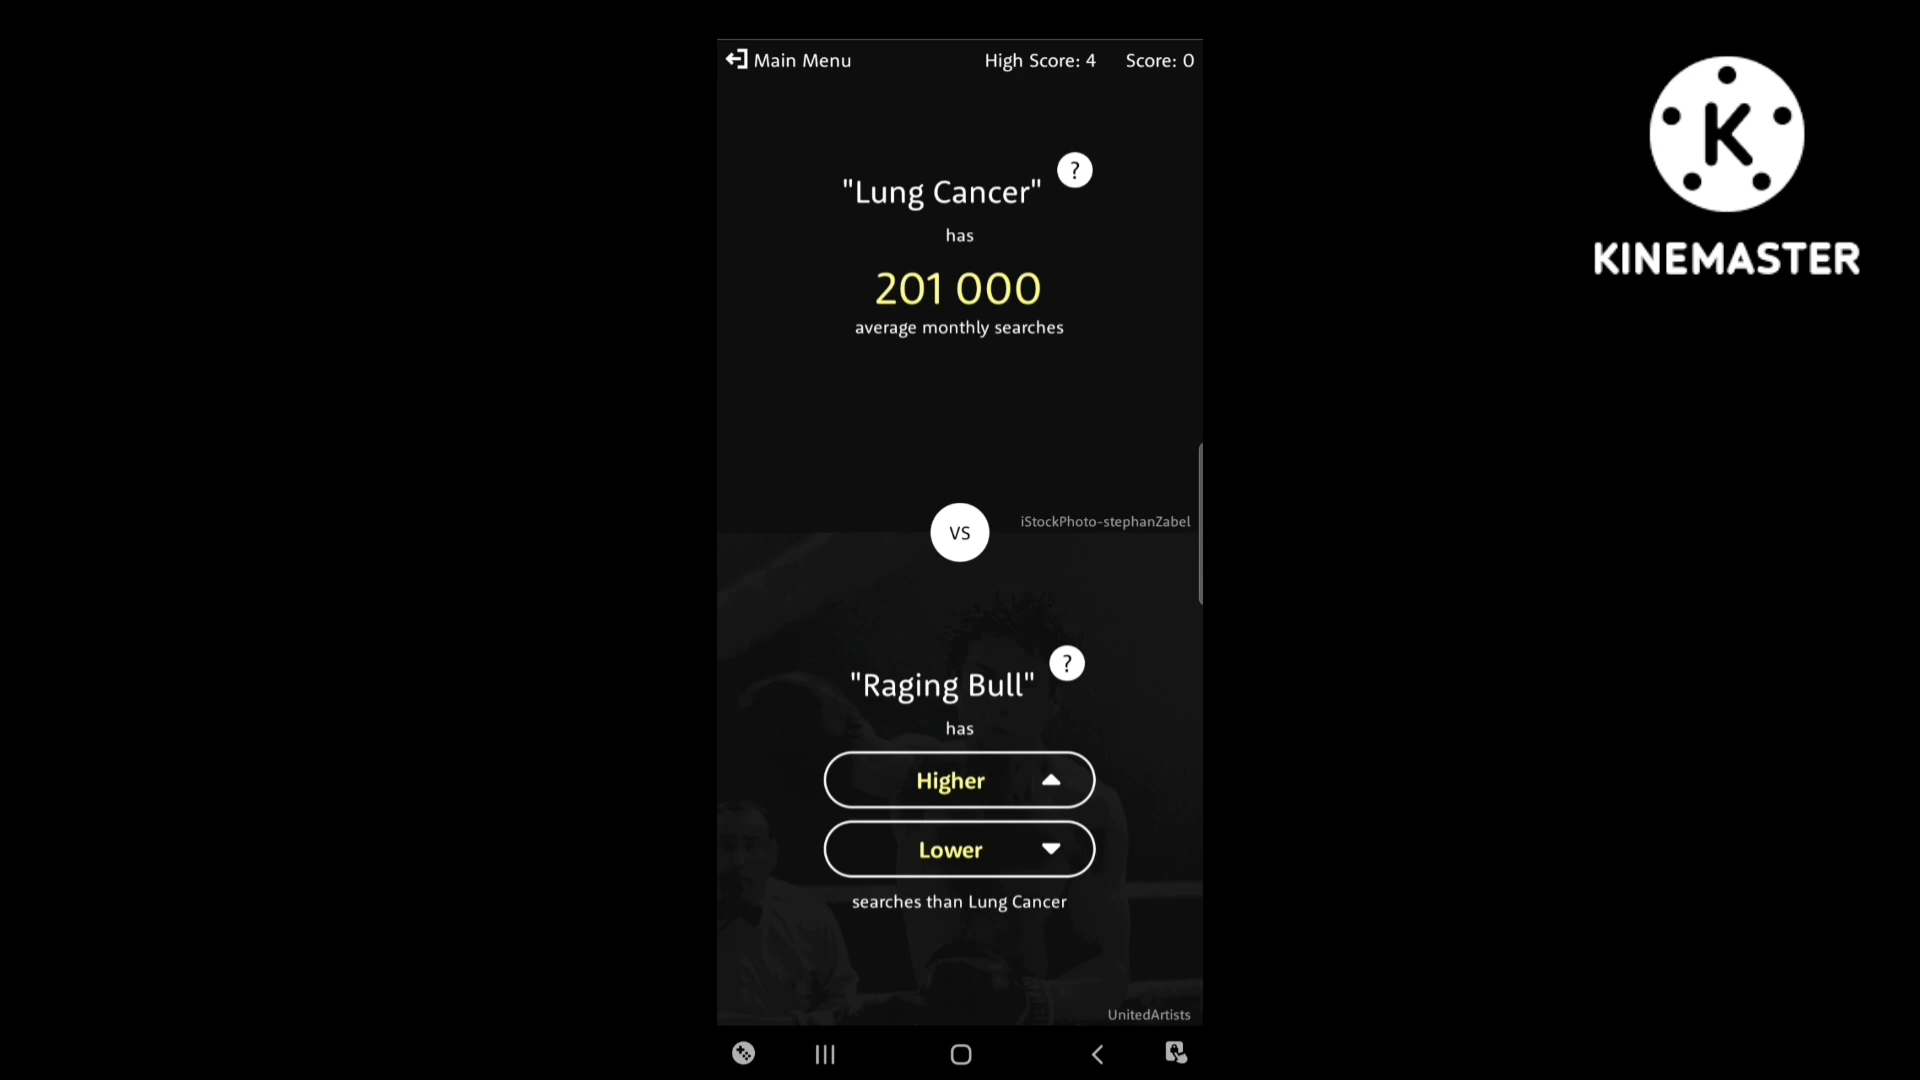 Main Menu High Score: 4 Score: 0
K
KINEMASTER
"Lung Cancer" ?
has
201 000
average monthly searches
iStockPhoto-stephanZabel
VS
"Raging Bull" ?
has
Higher
Lower
searches than Lung Cancer
UnitedArtists